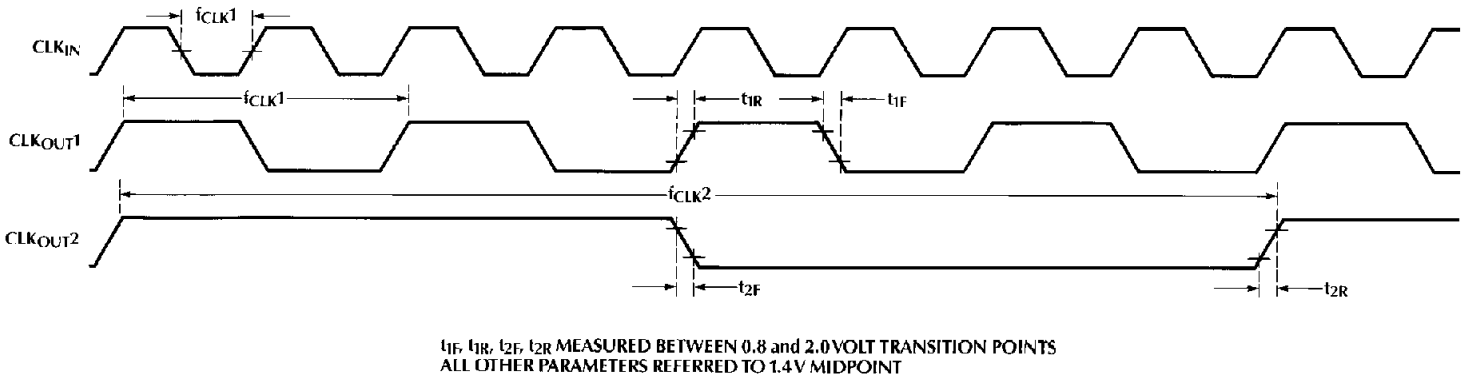 fCLK1
CLKIN
fCLK1
t1R
t1F
CLKOUT1
fCLK2
CLKOUT2
t2F
t2R
t1F, t1R, t2F, t2R MEASURED BETWEEN 0.8 and 2.0 VOLT TRANSITION POINTS
ALL OTHER PARAMETERS REFERRED TO 1.4V MIDPOINT